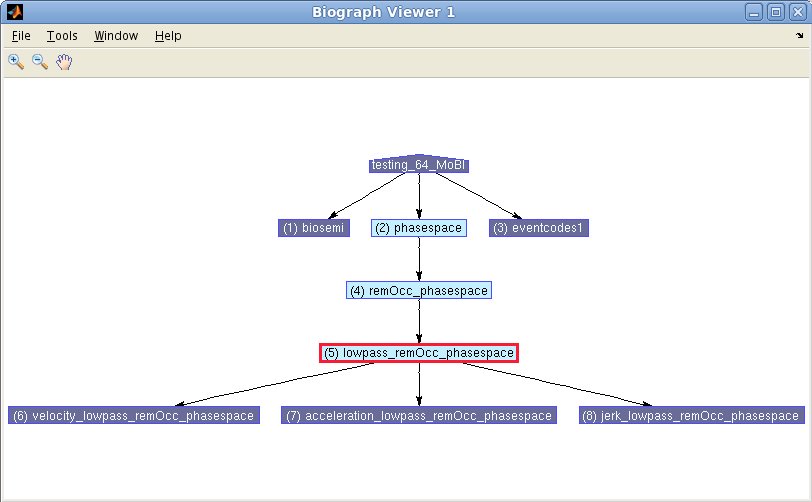 Biograph Viewer 1
File Tools Window Help
testing_64_MoBI
(1) biosemi (2) phasespace (3) eventcodes1
(4) remOcc_phasespace
(5) lowpass_remOcc_phasespace
(6) velocity_lowpass_remOcc_phasespace (7) acceleration_lowpass_remOcc_phasespace (8) jerk_lowpass_remOcc_phasespace